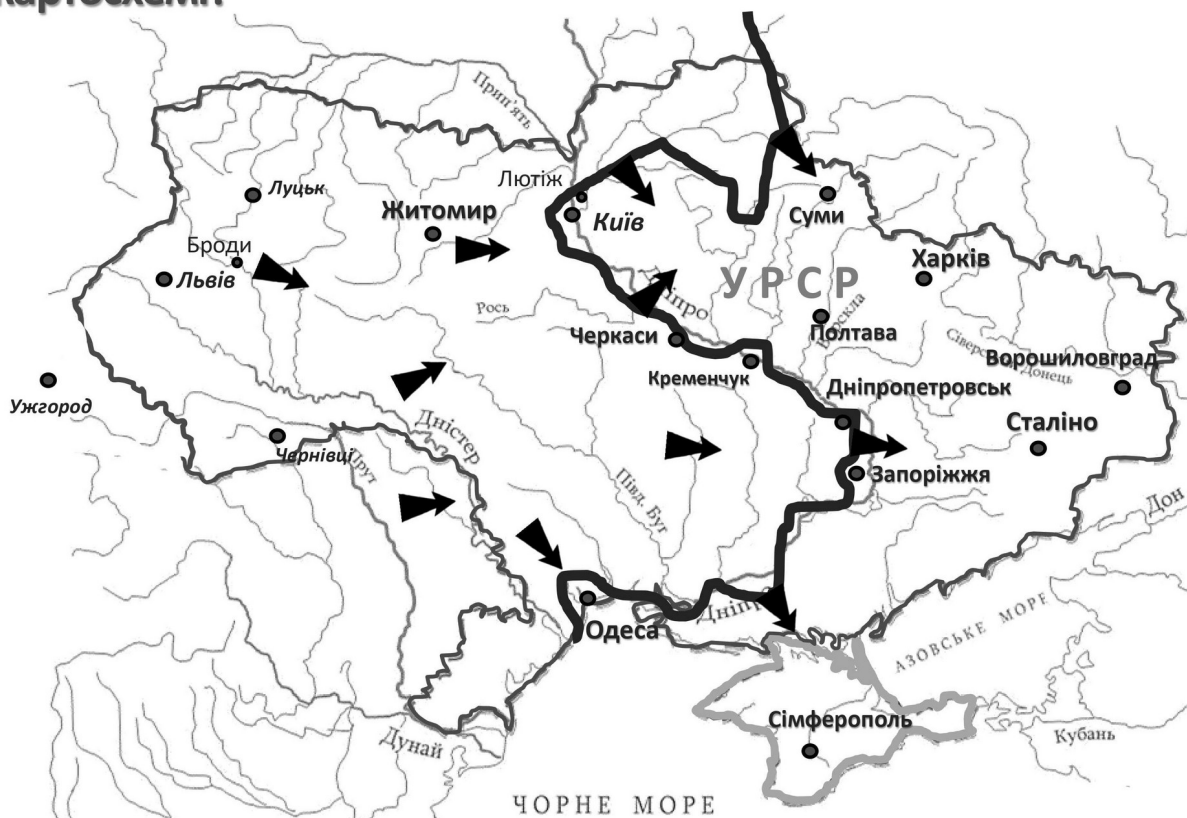 картосхемі:
Прип'ять
Лютіж
Луцьк
Житомир
Київ
Суми
Броди
Львів
Харків
УРСР
Дніпро
Рось
Ворскла
Черкаси
Полтава
Сіверський Донець
Ворошиловград
Кременчук
Дніпропетровськ
Ужгород
Сталіно
Дністер
Чернівці
Прут
Запоріжжя
Півд. Буг
Дон
Дніпро
Одеса
АЗОВСЬКЕ МОРЕ
Сімферополь
Кубань
Дунай
ЧОРНЕ МОРЕ